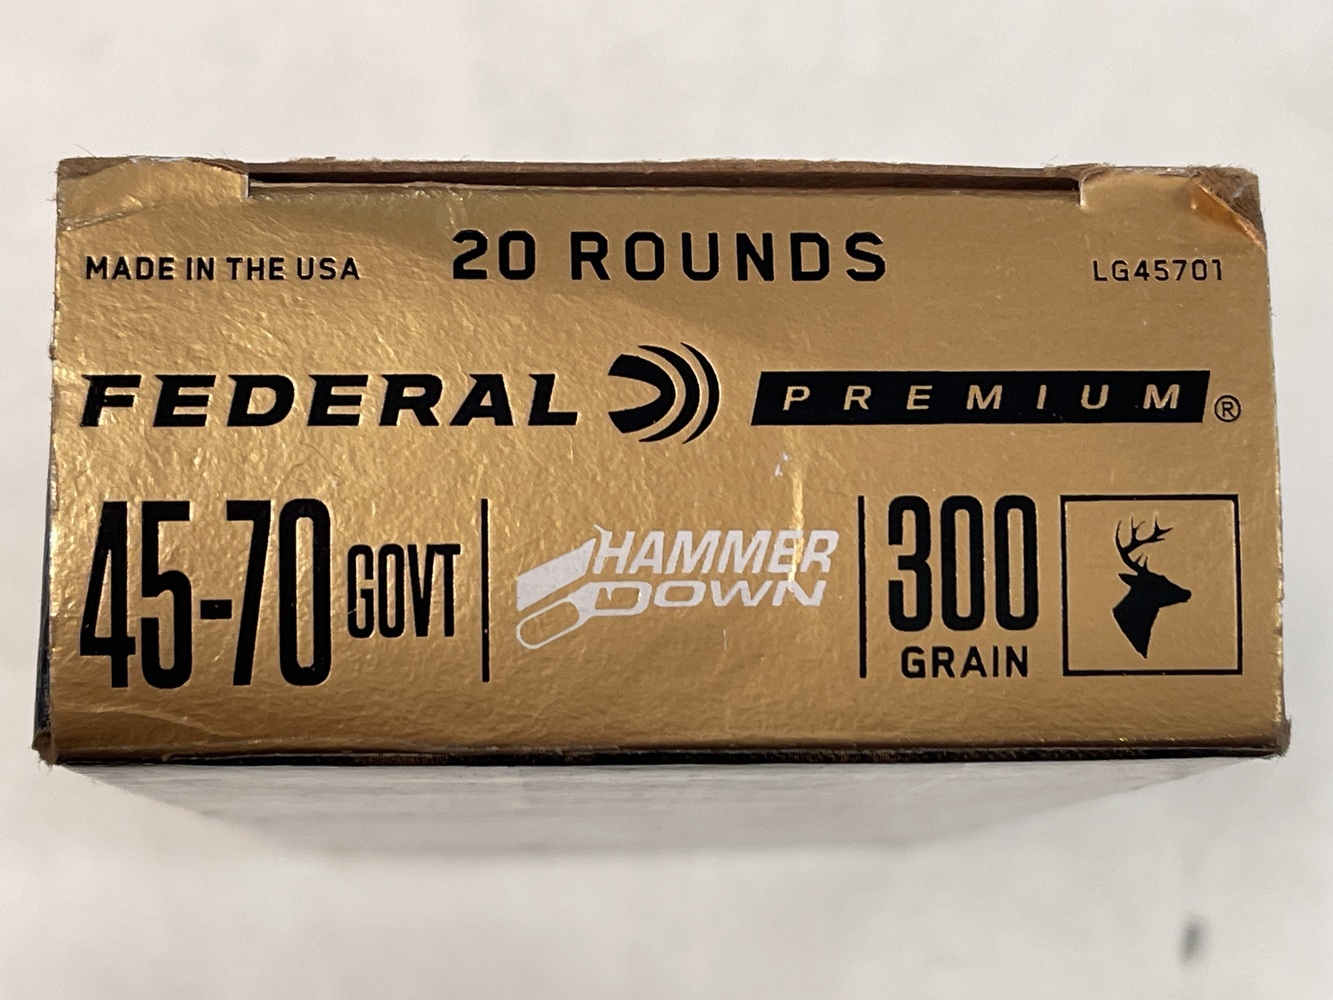 MADE IN THE USA 20 ROUNDS LG45701
FEDERAL PREMIUM®
45-70 GOVT HAMMER DOWN 300 GRAIN